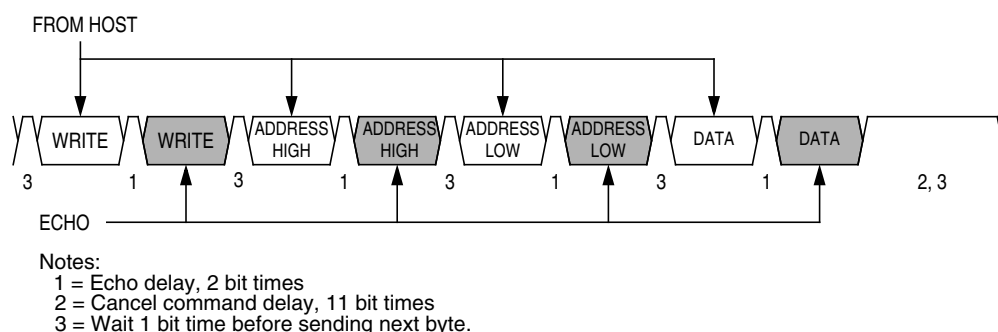 FROM HOST
WRITE WRITE ADDRESS HIGH ADDRESS HIGH ADDRESS LOW ADDRESS LOW DATA DATA
3 1 3 1 3 1 3 1 2, 3
ECHO
Notes:
1 = Echo delay, 2 bit times
2 = Cancel command delay, 11 bit times
3 = Wait 1 bit time before sending next byte.